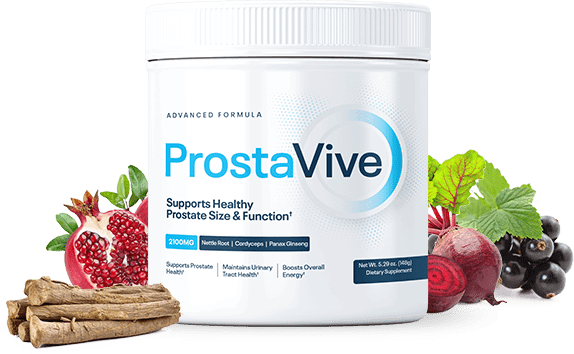 ADVANCED FORMULA
ProstaVive
Supports Healthy
Prostate Size & Function†
2100MG Nettle Root | Cordyceps | Panax Ginseng
Supports Prostate Health† Maintains Urinary Tract Health† Boosts Overall Energy†
Net Wt. 5.29 oz. (148g)
Dietary Supplement